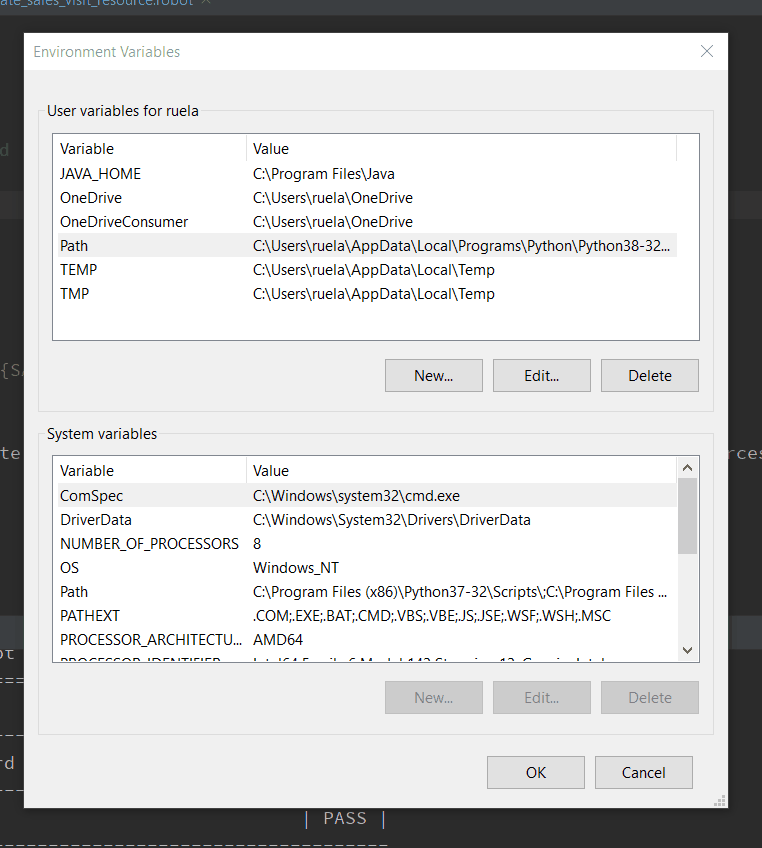 ate_sales_visit_resource.robot ×
Environment Variables
User variables for ruela
Variable Value
JAVA_HOME C:\Program Files\Java
OneDrive C:\Users\ruela\OneDrive
OneDriveConsumer C:\Users\ruela\OneDrive
Path C:\Users\ruela\AppData\Local\Programs\Python\Python38-32...
TEMP C:\Users\ruela\AppData\Local\Temp
TMP C:\Users\ruela\AppData\Local\Temp
{S
New... Edit... Delete
System variables
te rces
Variable Value
ComSpec C:\Windows\system32\cmd.exe
DriverData C:\Windows\System32\Drivers\DriverData
NUMBER_OF_PROCESSORS 8
OS Windows_NT
Path C:\Program Files (x86)\Python37-32\Scripts\;C:\Program Files ...
PATHEXT .COM;.EXE;.BAT;.CMD;.VBS;.VBE;.JS;.JSE;.WSF;.WSH;.MSC
PROCESSOR_ARCHITECTU... AMD64
ot
===
New... Edit... Delete
rd
OK Cancel
| PASS |
------------------------------------